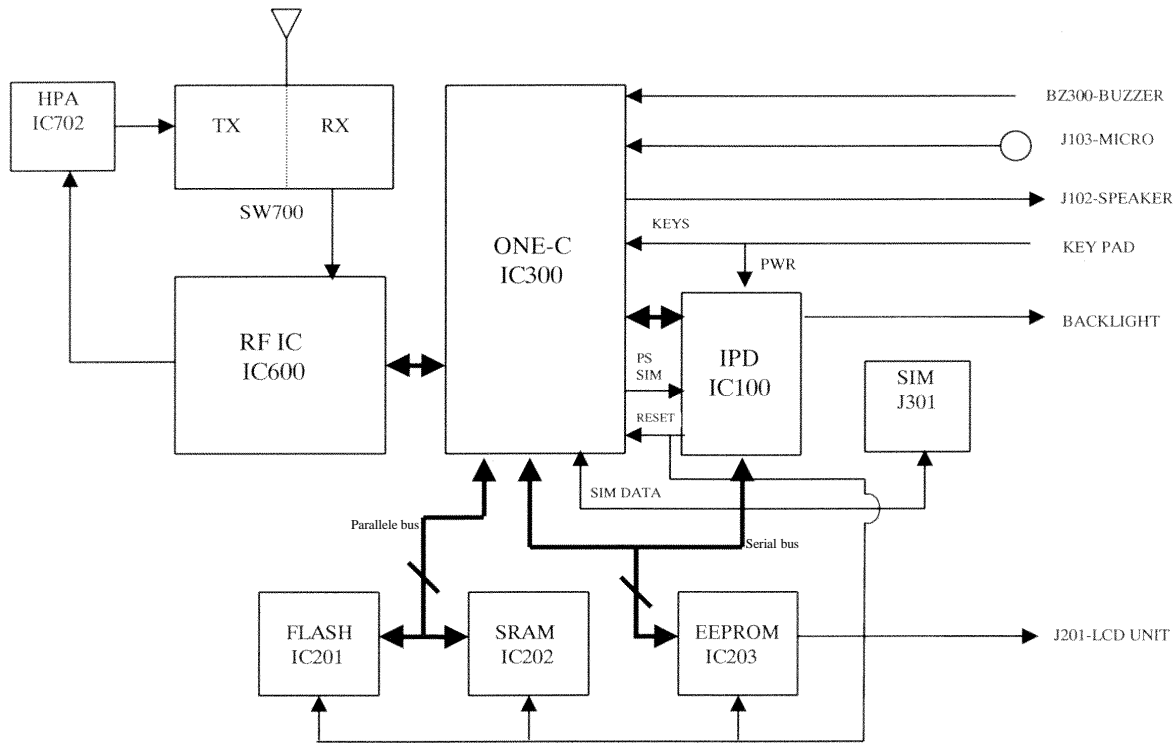 HPA
IC702
TX
RX
SW700
RF IC
IC600
ONE-C
IC300
BZ300-BUZZER
J103-MICRO
J102-SPEAKER
KEYS
KEY PAD
PWR
BACKLIGHT
IPD
IC100
PS
SIM
RESET
SIM
J301
SIM DATA
Parallele bus
Serial bus
FLASH
IC201
SRAM
IC202
EEPROM
IC203
J201-LCD UNIT